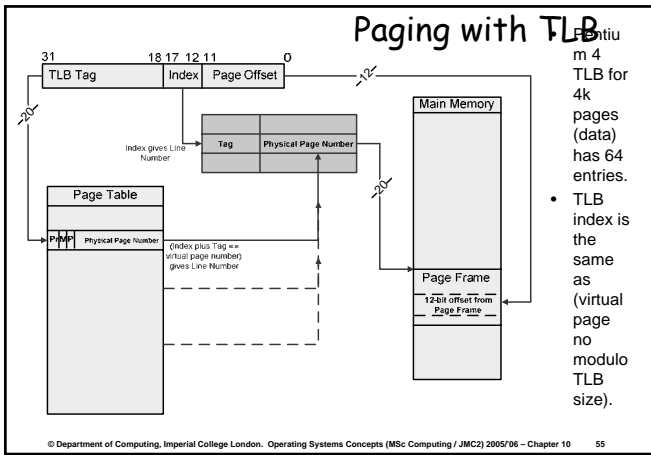 Paging with TLB
31 18 17 12 11 0
TLB Tag Index Page Offset
12
20
Main Memory
Index gives Line
Number
Tag Physical Page Number
20
Page Table
Pr M P Physical Page Number
(Index plus Tag ==
virtual page number)
gives Line Number
Page Frame
12-bit offset from
Page Frame
• Pentiu
m 4
TLB for
4k
pages
(data)
has 64
entries.
• TLB
index is
the
same
as
(virtual
page
no
modulo
TLB
size).
© Department of Computing, Imperial College London. Operating Systems Concepts (MSc Computing / JMC2) 2005/'06 – Chapter 10 55